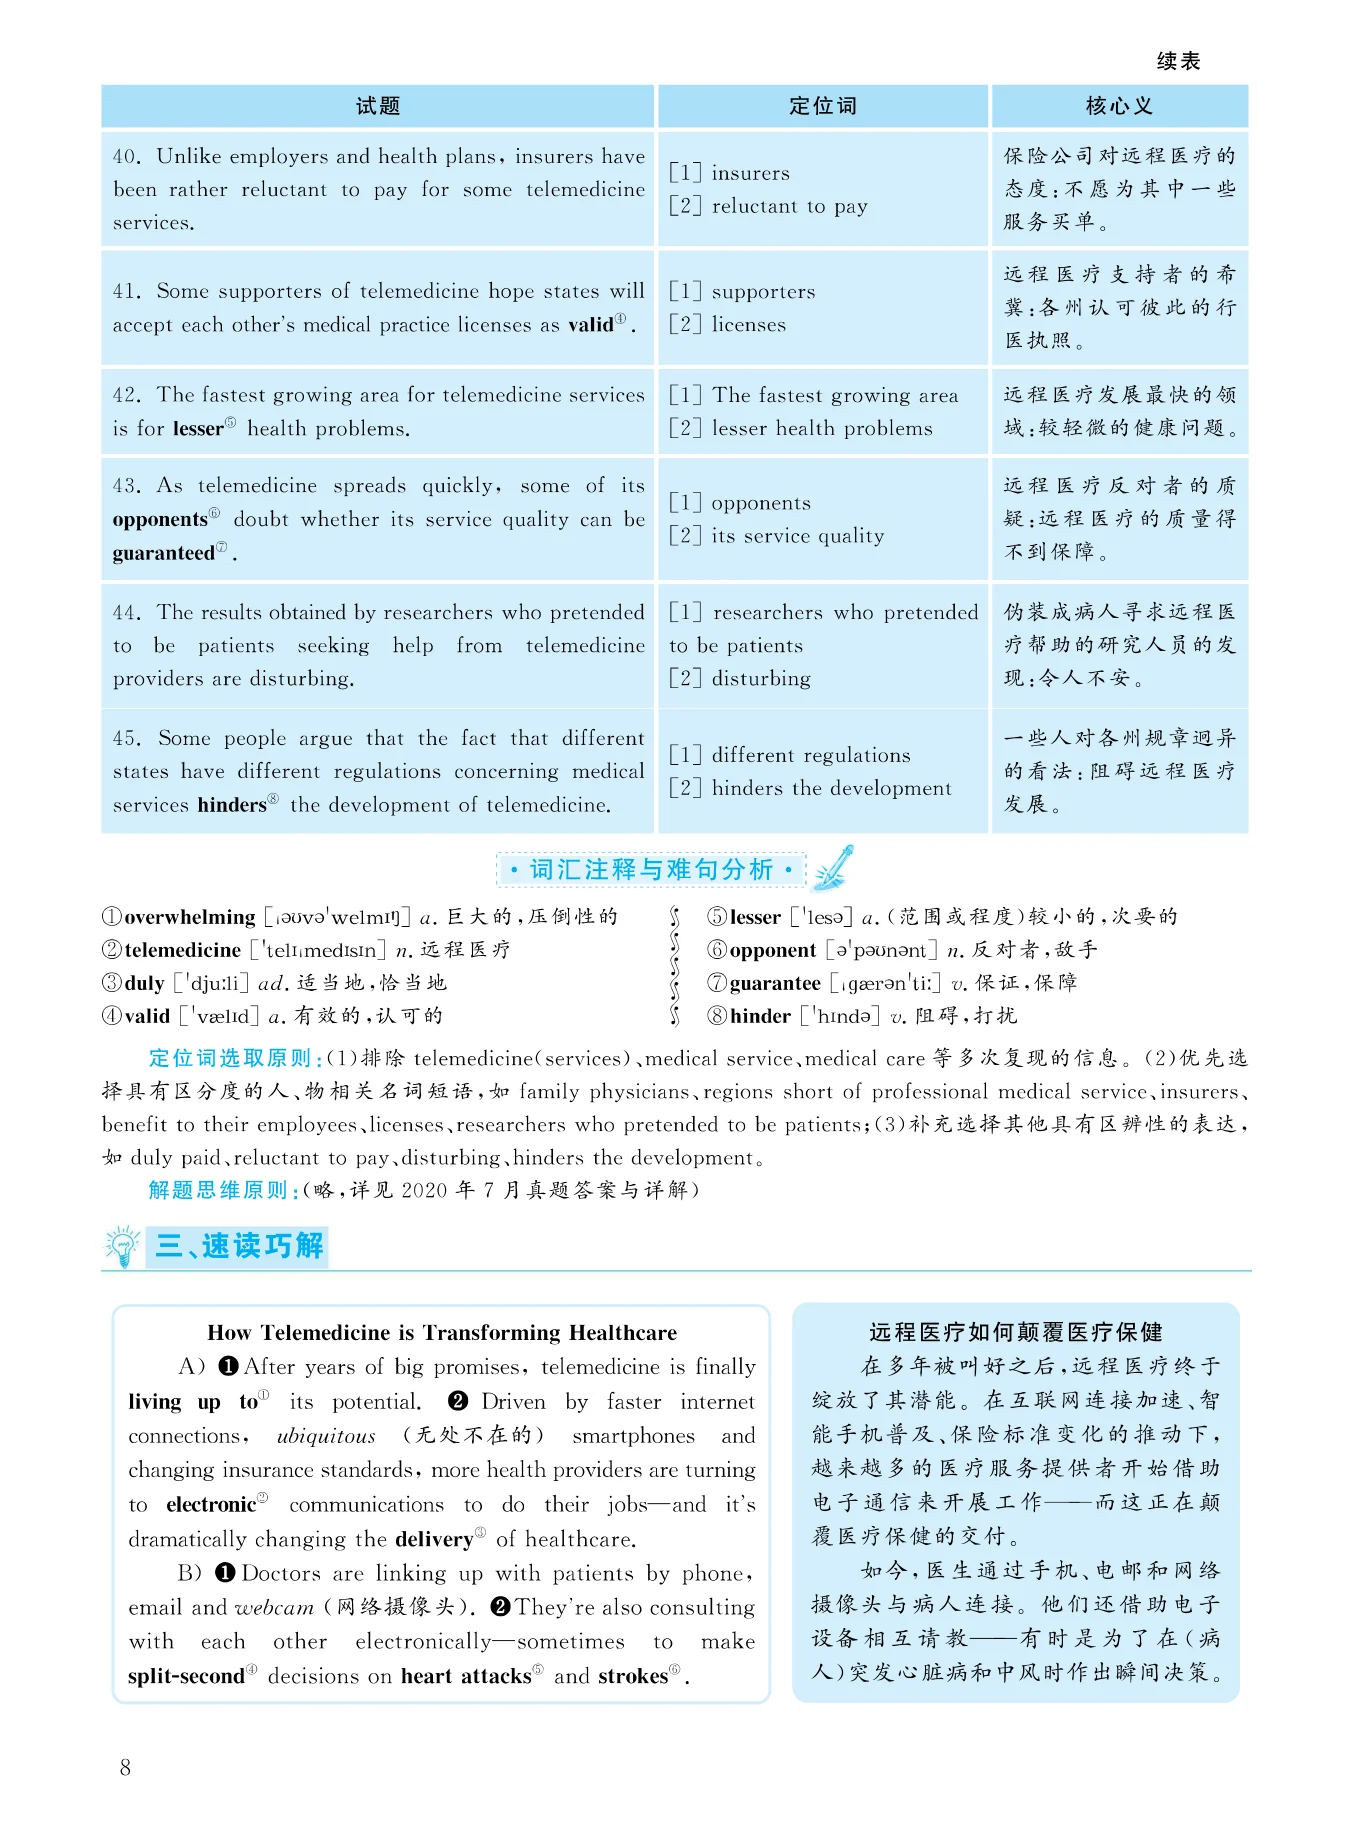 续表
试题 定位词 核心义
40. Unlike employers and health plans, insurers have
been rather reluctant to pay for some telemedicine
services.
[1] insurers
[2] reluctant to pay
保险公司对远程医疗的
态度:不愿为其中一些
服务买单。
41. Some supporters of telemedicine hope states will
accept each other's medical practice licenses as valid④.
[1] supporters
[2] licenses
远程医疗支持者的希
冀:各州认可彼此的行
医执照。
42. The fastest growing area for telemedicine services
is for lesser⑤ health problems.
[1] The fastest growing area
[2] lesser health problems
远程医疗发展最快的领
域:较轻微的健康问题。
43. As telemedicine spreads quickly, some of its
opponents⑥ doubt whether its service quality can be
guaranteed⑦.
[1] opponents
[2] its service quality
远程医疗反对者的质
疑:远程医疗的质量得
不到保障。
44. The results obtained by researchers who pretended
to be patients seeking help from telemedicine
providers are disturbing.
[1] researchers who pretended
to be patients
[2] disturbing
伪装成病人寻求远程医
疗帮助的研究人员的发
现:令人不安。
45. Some people argue that the fact that different
states have different regulations concerning medical
services hinders⑧ the development of telemedicine.
[1] different regulations
[2] hinders the development
一些人对各州规章迥异
的看法:阻碍远程医疗
发展。
·词汇注释与难句分析·
①overwhelming [ˌəʊvəˈwelmɪŋ] a. 巨大的,压倒性的
②telemedicine [ˈtelɪˌmedɪsɪn] n. 远程医疗
③duly [ˈdjuːli] ad. 适当地,恰当地
④valid [ˈvælɪd] a. 有效的,认可的
⑤lesser [ˈlesə] a. (范围或程度)较小的,次要的
⑥opponent [əˈpəʊnənt] n. 反对者,敌手
⑦guarantee [ˌɡærənˈtiː] v. 保证,保障
⑧hinder [ˈhɪndə] v. 阻碍,打扰
定位词选取原则:(1)排除 telemedicine(services)、medical service、medical care 等多次复现的信息。(2)优先选
择具有区分度的人、物相关名词短语,如 family physicians、regions short of professional medical service、insurers、
benefit to their employees、licenses、researchers who pretended to be patients;(3)补充选择其他具有区辨性的表达,
如 duly paid、reluctant to pay、disturbing、hinders the development。
解题思维原则:(略,详见 2020 年 7 月真题答案与详解)
三、速读巧解
How Telemedicine is Transforming Healthcare
A) ❶After years of big promises, telemedicine is finally
living up to① its potential. ❷ Driven by faster internet
connections, ubiquitous (无处不在的) smartphones and
changing insurance standards, more health providers are turning
to electronic② communications to do their jobs—and it's
dramatically changing the delivery③ of healthcare.
B) ❶Doctors are linking up with patients by phone,
email and webcam (网络摄像头). ❷They're also consulting
with each other electronically—sometimes to make
split-second④ decisions on heart attacks⑤ and strokes⑥.
远程医疗如何颠覆医疗保健
在多年被叫好之后,远程医疗终于
绽放了其潜能。在互联网连接加速、智
能手机普及、保险标准变化的推动下,
越来越多的医疗服务提供者开始借助
电子通信来开展工作——而这正在颠
覆医疗保健的交付。
如今,医生通过手机、电邮和网络
摄像头与病人连接。他们还借助电子
设备相互请教——有时是为了在(病
人)突发心脏病和中风时作出瞬间决策。
8